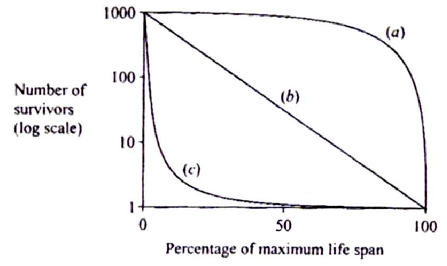 1000
(a)
100
Number of
survivors
(log scale)
(b)
10
(c)
1
0
50
100
Percentage of maximum life span